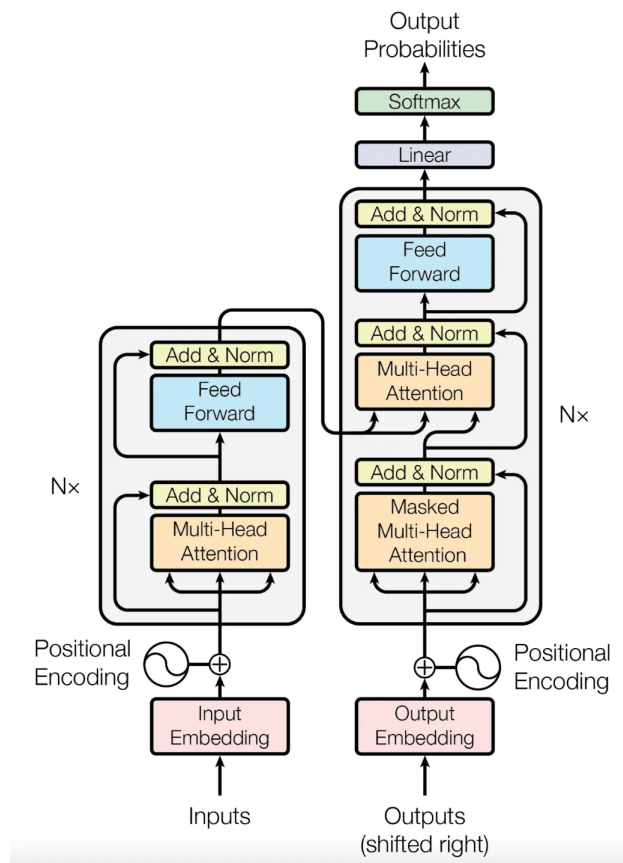 Output
Probabilities
Softmax
Linear
Add & Norm
Feed
Forward
Add & Norm
Multi-Head
Attention
Add & Norm
Masked
Multi-Head
Attention
Nx
Add & Norm
Feed
Forward
Add & Norm
Multi-Head
Attention
Nx
Positional
Encoding
Positional
Encoding
Input
Embedding
Output
Embedding
Inputs
Outputs
(shifted right)